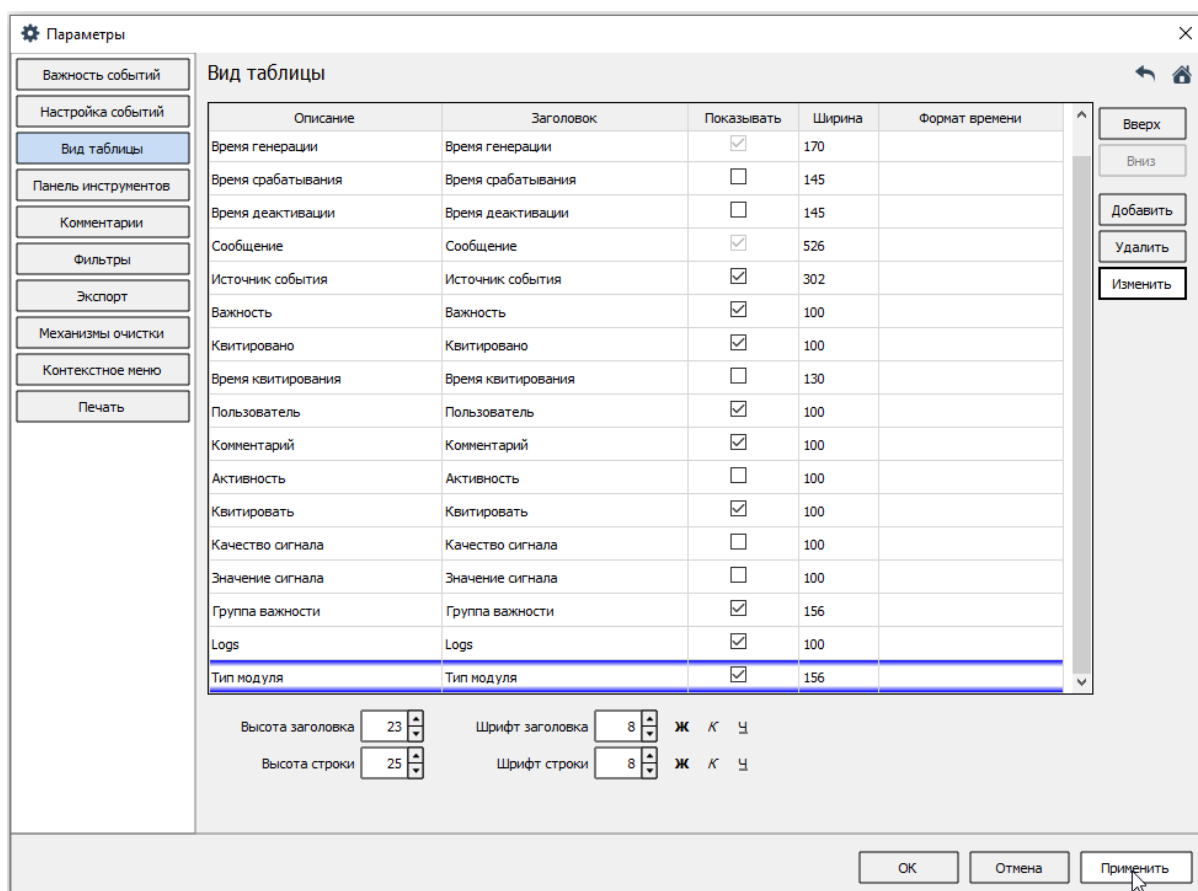 Параметры
Важность событий
Настройка событий
Вид таблицы
Панель инструментов
Комментарии
Фильтры
Экспорт
Механизмы очистки
Контекстное меню
Печать
Вид таблицы
Описание Заголовок Показывать Ширина Формат времени
Время генерации Время генерации 170
Время срабатывания Время срабатывания 145
Время деактивации Время деактивации 145
Сообщение Сообщение 526
Источник события Источник события 302
Важность Важность 100
Квитировано Квитировано 100
Время квитирования Время квитирования 130
Пользователь Пользователь 100
Комментарий Комментарий 100
Активность Активность 100
Квитировать Квитировать 100
Качество сигнала Качество сигнала 100
Значение сигнала Значение сигнала 100
Группа важности Группа важности 156
Logs Logs 100
Тип модуля Тип модуля 156
Вверх
Вниз
Добавить
Удалить
Изменить
Высота заголовка 23 Шрифт заголовка 8 Ж К Ч
Высота строки 25 Шрифт строки 8 Ж К Ч
ОК Отмена Применить